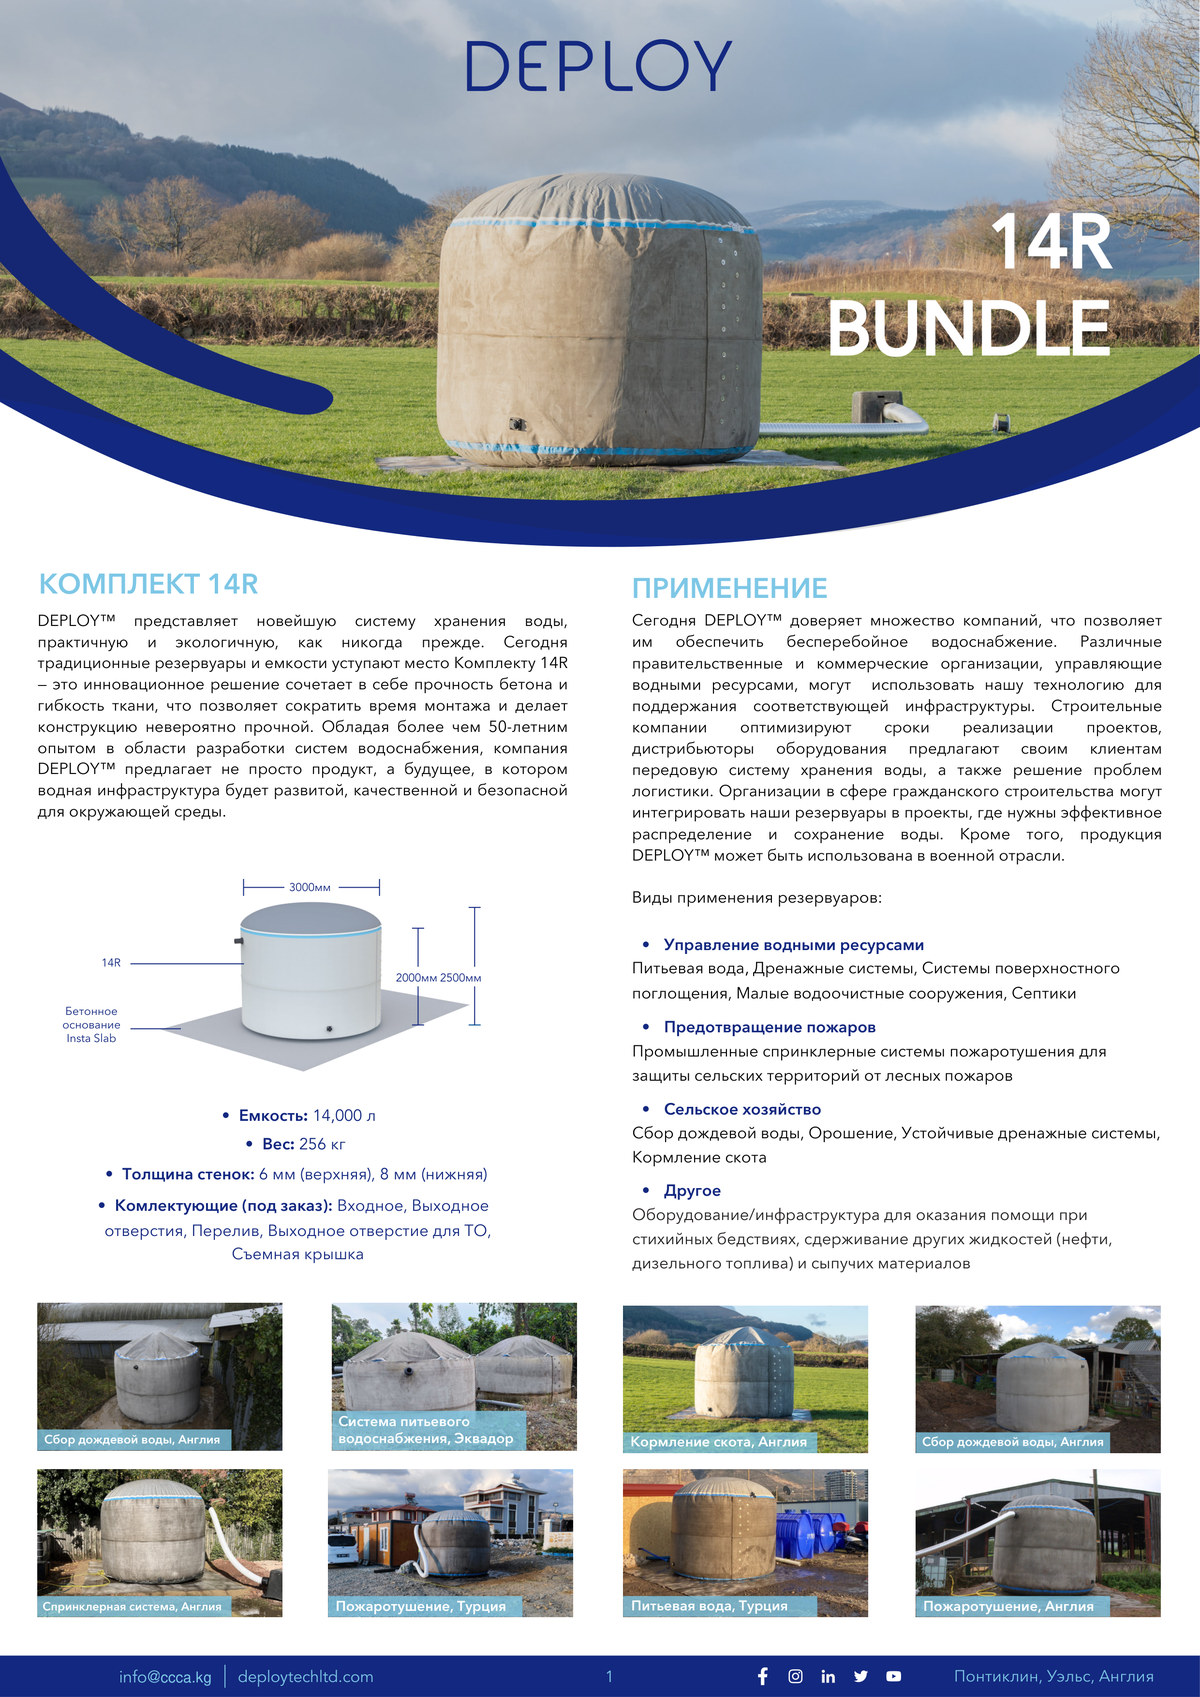 DEPLOY
14R
BUNDLE
КОМПЛЕКТ 14R
DEPLOY™ представляет новейшую систему хранения воды,
практичную и экологичную, как никогда прежде. Сегодня
традиционные резервуары и емкости уступают место Комплекту 14R
– это инновационное решение сочетает в себе прочность бетона и
гибкость ткани, что позволяет сократить время монтажа и делает
конструкцию невероятно прочной. Обладая более чем 50-летним
опытом в области разработки систем водоснабжения, компания
DEPLOY™ предлагает не просто продукт, а будущее, в котором
водная инфраструктура будет развитой, качественной и безопасной
для окружающей среды.
3000мм
14R
2000мм 2500мм
Бетонное
основание
Insta Slab
• Емкость: 14,000 л
• Вес: 256 кг
• Толщина стенок: 6 мм (верхняя), 8 мм (нижняя)
• Комлектующие (под заказ): Входное, Выходное
отверстия, Перелив, Выходное отверстие для ТО,
Съемная крышка
ПРИМЕНЕНИЕ
Сегодня DEPLOY™ доверяет множество компаний, что позволяет
им обеспечить бесперебойное водоснабжение. Различные
правительственные и коммерческие организации, управляющие
водными ресурсами, могут использовать нашу технологию для
поддержания соответствующей инфраструктуры. Строительные
компании оптимизируют сроки реализации проектов,
дистрибьюторы оборудования предлагают своим клиентам
передовую систему хранения воды, а также решение проблем
логистики. Организации в сфере гражданского строительства могут
интегрировать наши резервуары в проекты, где нужны эффективное
распределение и сохранение воды. Кроме того, продукция
DEPLOY™ может быть использована в военной отрасли.
Виды применения резервуаров:
• Управление водными ресурсами
Питьевая вода, Дренажные системы, Системы поверхностного
поглощения, Малые водоочистные сооружения, Септики
• Предотвращение пожаров
Промышленные спринклерные системы пожаротушения для
защиты сельских территорий от лесных пожаров
• Сельское хозяйство
Сбор дождевой воды, Орошение, Устойчивые дренажные системы,
Кормление скота
• Другое
Оборудование/инфраструктура для оказания помощи при
стихийных бедствиях, сдерживание других жидкостей (нефти,
дизельного топлива) и сыпучих материалов
Сбор дождевой воды, Англия
Система питьевого
водоснабжения, Эквадор
Кормление скота, Англия
Сбор дождевой воды, Англия
Спринклерная система, Англия
Пожаротушение, Турция
Питьевая вода, Турция
Пожаротушение, Англия
info@ccca.kg | deploytechltd.com
1
Понтиклин, Уэльс, Англия